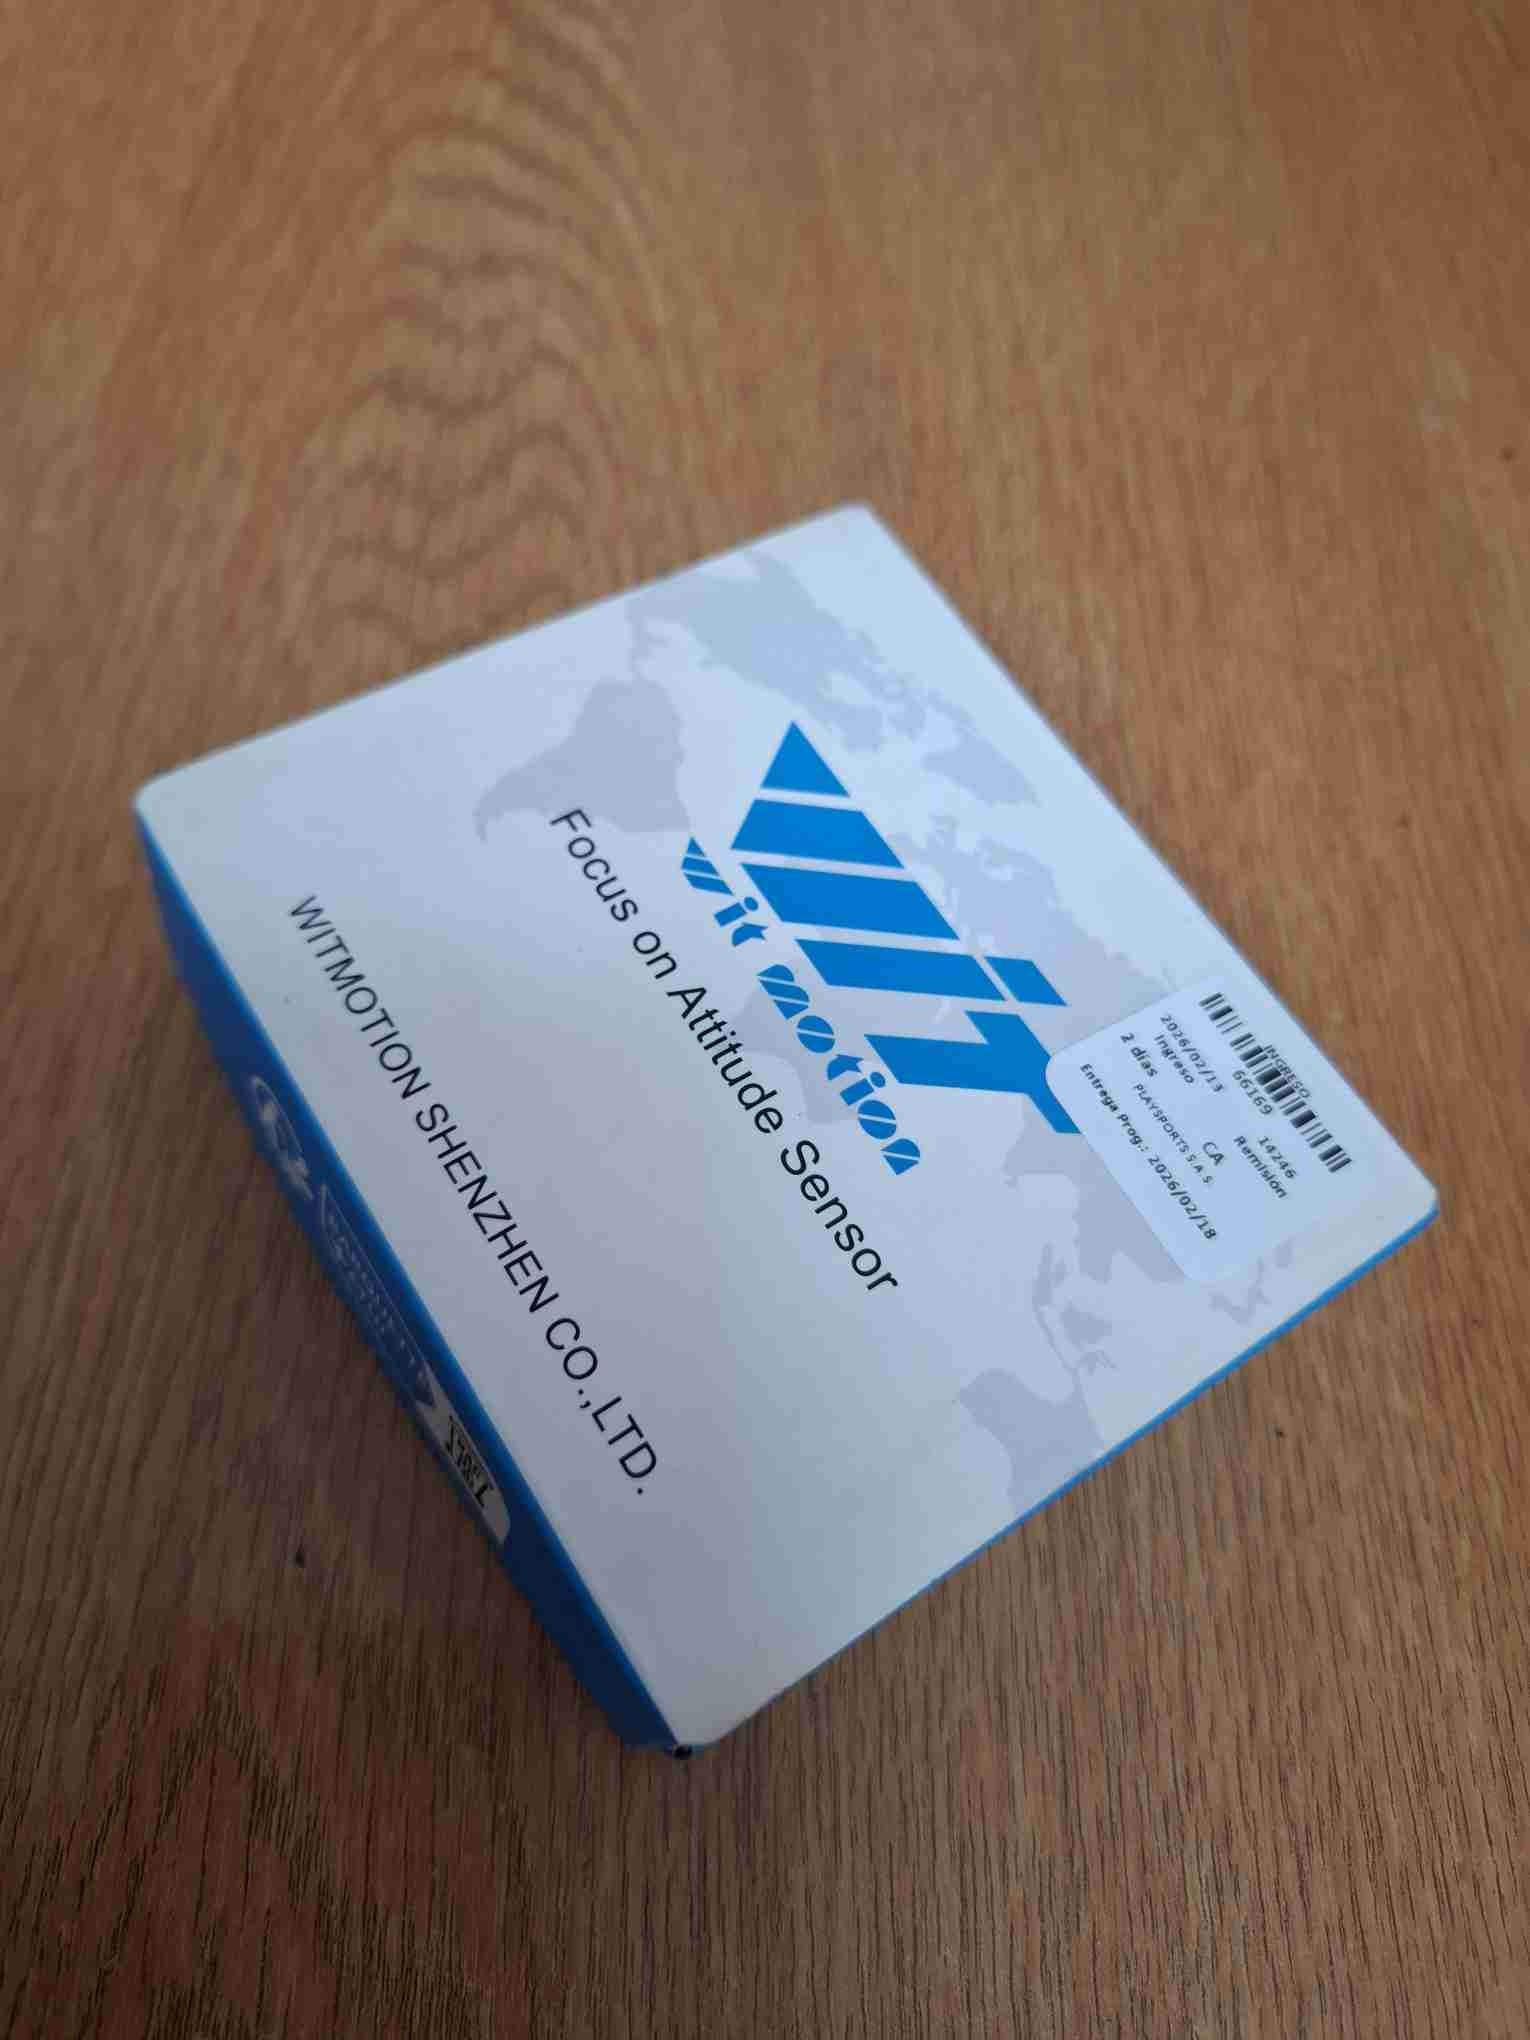 WIT
wit motion
Focus on Attitude Sensor
WITMOTION SHENZHEN CO.,LTD.
INGRESO
66169
2026/02/13
Ingreso
2 días
14246
Remisión
CA
PLAYSPORTS S.A.S.
Entrega Prog.: 2026/02/18